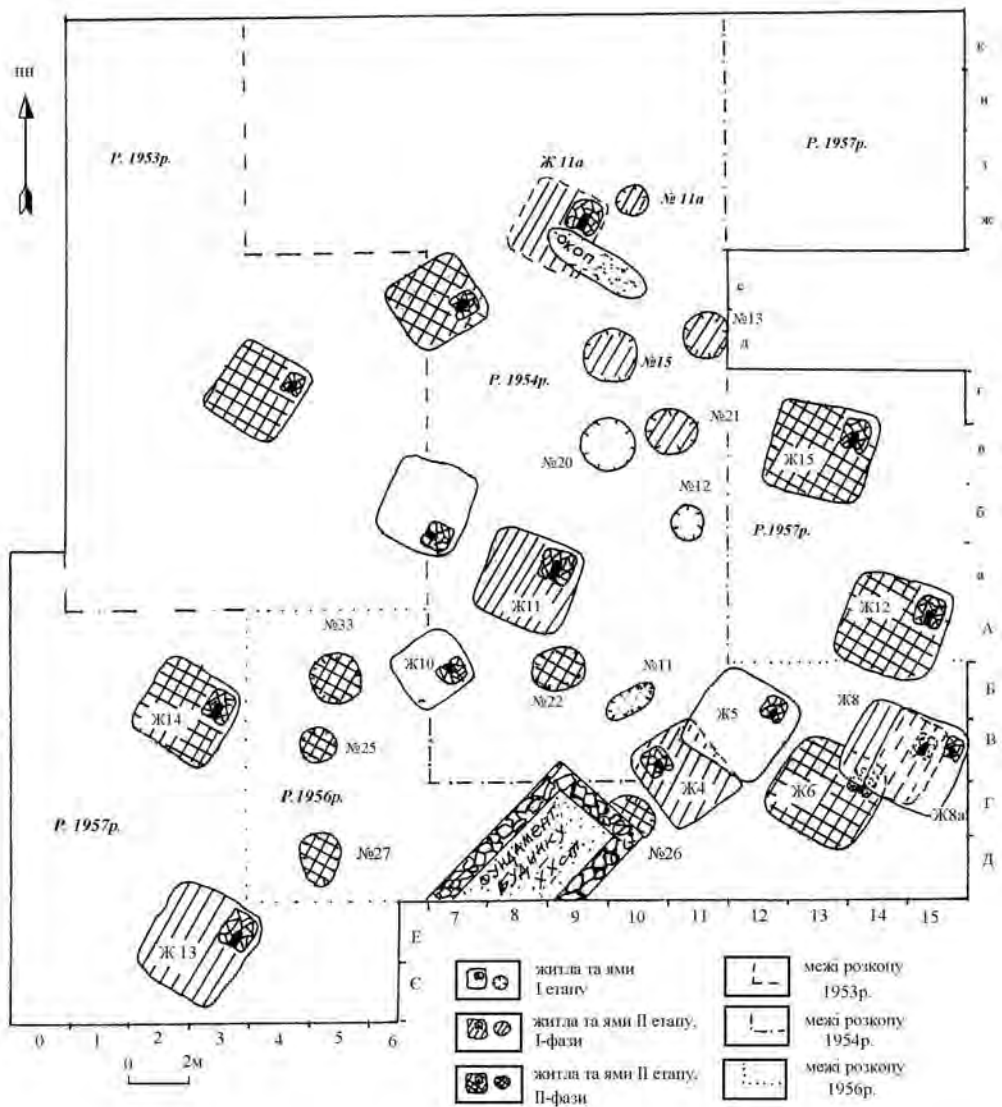 ПН
Р. 1953р.
Р. 1957р.
К
И
І
З
Ж
Ж 11а
№ 11а
ОКОП
є
№13
д
№15
Р. 1954р.
№21
г
№20
Ж15
в
№12
б
Р.1957р.
а
Ж11
Ж12
А
№33
Ж10
№11
Б
№22
Ж5
Ж8
Ж14
№25
В
Ж4
Ж6
Р.1956р.
Г
Р. 1957р.
Ж8а
ФУНДАМЕНТ
БУДИНКУ
ХХ ст.
№27
№26
Д
7 8 9 10 11 12 13 14 15
Ж 13
Е
Є
0 1 2 3 4 5 6
0 2м
житла та ями
І етапу
житла та ями ІІ етапу,
І-фази
житла та ями ІІ етапу,
ІІ-фази
межі розкопу
1953р.
межі розкопу
1954р.
межі розкопу
1956р.